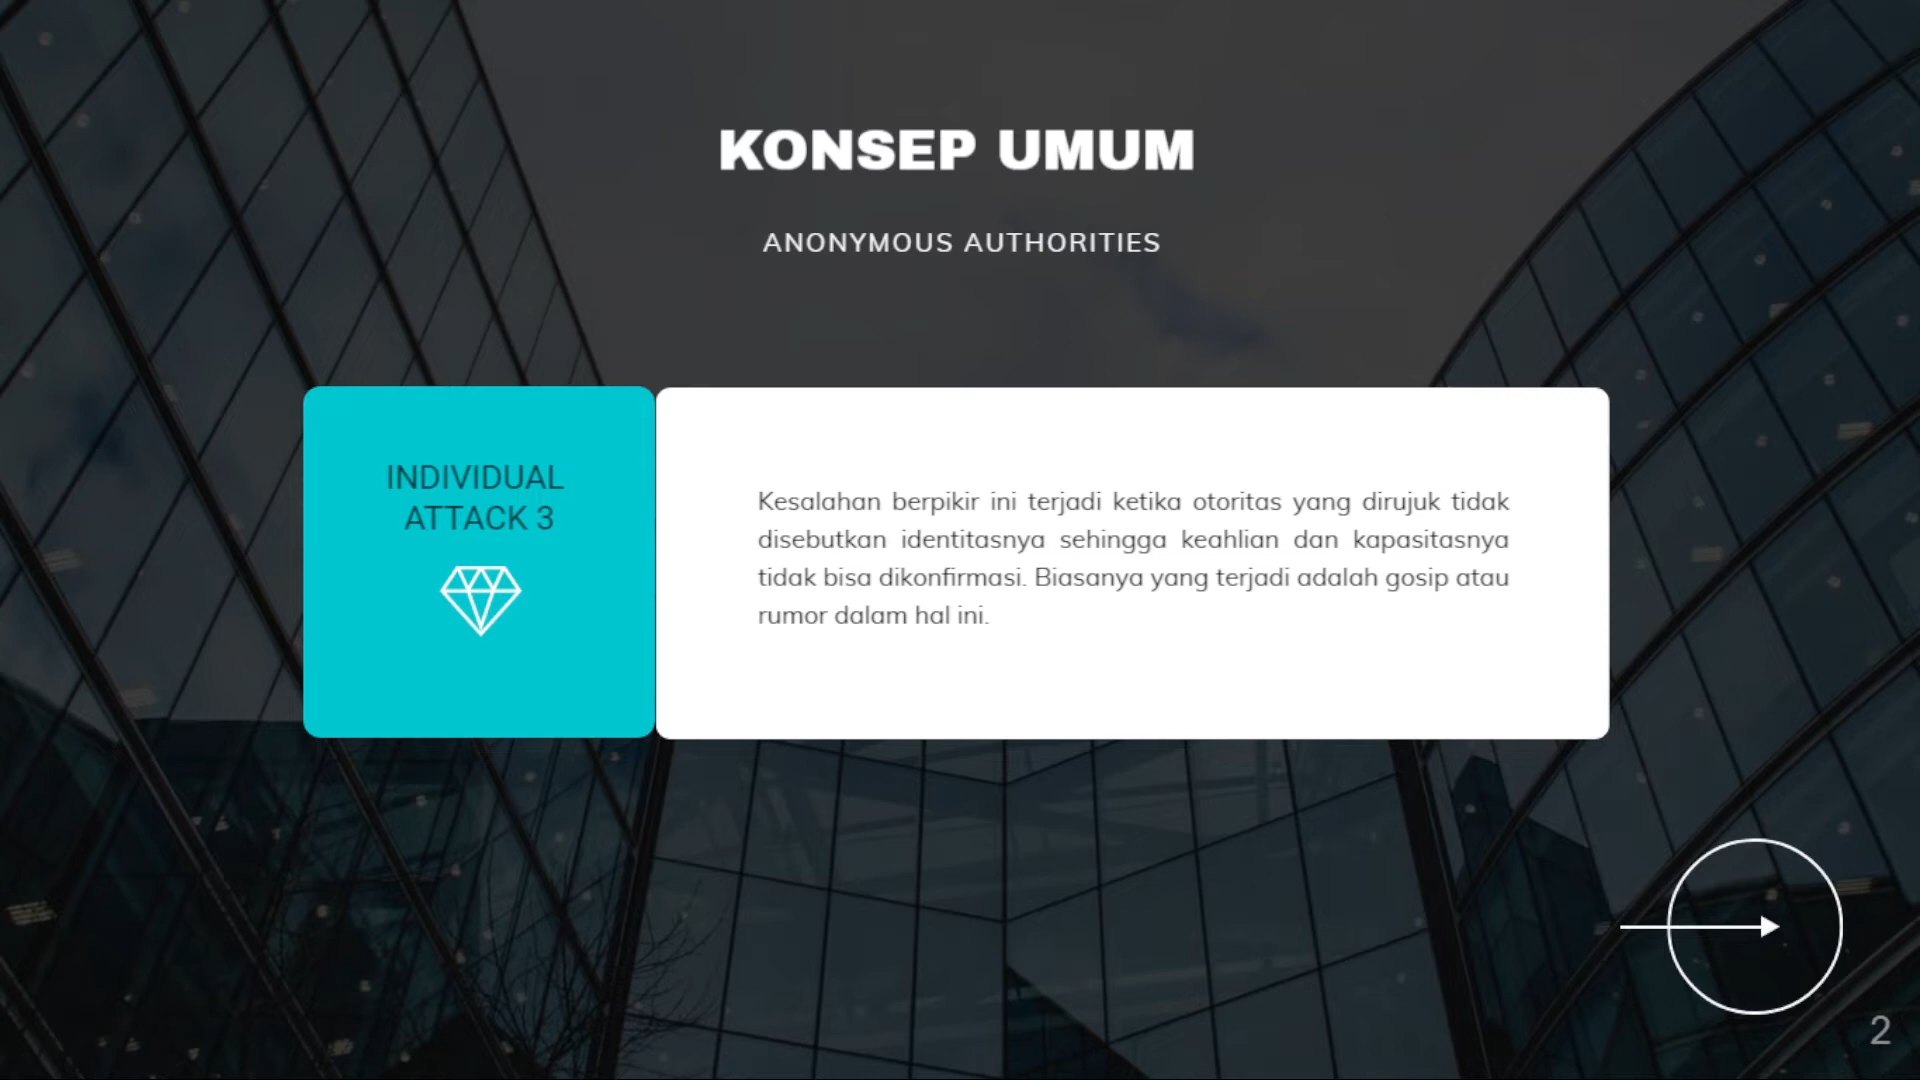 KONSEP UMUM
ANONYMOUS AUTHORITIES
INDIVIDUAL
ATTACK 3
Kesalahan berpikir ini terjadi ketika otoritas yang dirujuk tidak
disebutkan identitasnya sehingga keahlian dan kapasitasnya
tidak bisa dikonfirmasi. Biasanya yang terjadi adalah gosip atau
rumor dalam hal ini.
2